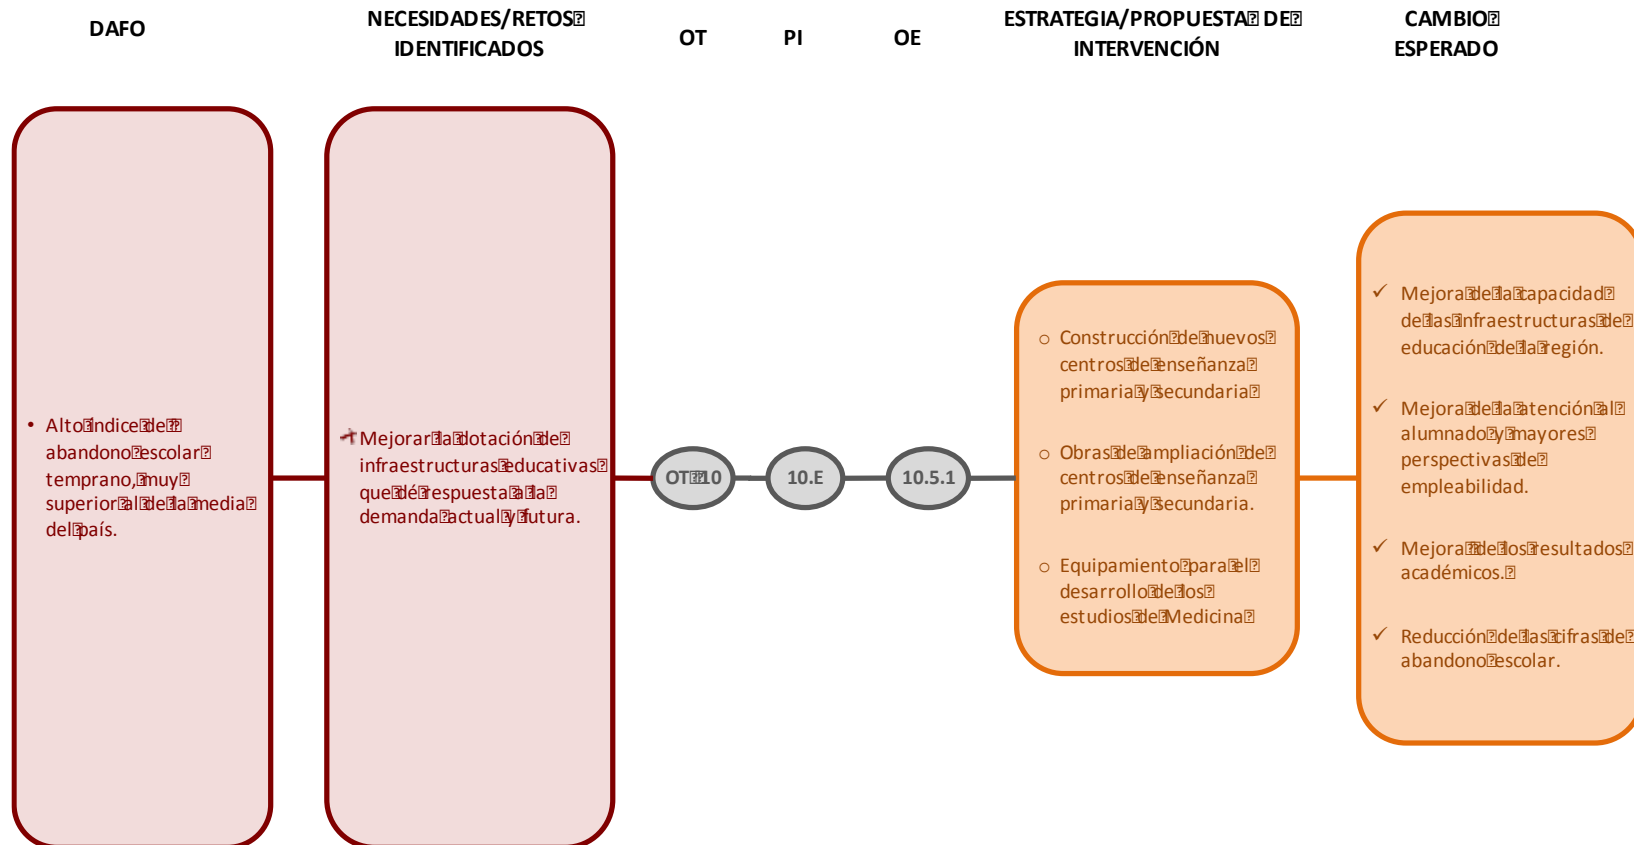 DAFO
NECESIDADES/RETOS
IDENTIFICADOS
OT
PI
OE
ESTRATEGIA/PROPUESTA DE
INTERVENCIÓN
CAMBIO
ESPERADO
• Alto índice de
abandono escolar
temprano, muy
superior al de la media
del país.
Mejorar la dotación de
infraestructuras educativas
que dé respuesta a la
demanda actual y futura.
OT 10
10.E
10.5.1
o Construcción de nuevos
centros de enseñanza
primaria y secundaria
o Obras de ampliación de
centros de enseñanza
primaria y secundaria.
o Equipamiento para el
desarrollo de los
estudios de Medicina
✓ Mejora de la capacidad
de las infraestructuras de
educación de la región.
✓ Mejora de la atención al
alumnado y mayores
perspectivas de
empleabilidad.
✓ Mejora de los resultados
académicos.
✓ Reducción de las cifras de
abandono escolar.